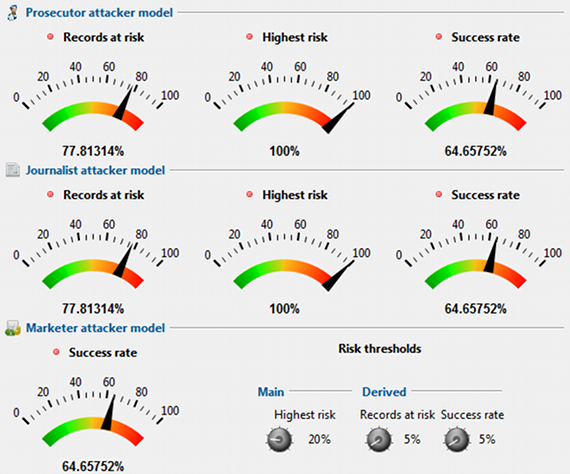 Prosecutor attacker model
Records at risk
Highest risk
Success rate
0 20 40 60 80 100
0 20 40 60 80 100
0 20 40 60 80 100
77.81314%
100%
64.65752%
Journalist attacker model
Records at risk
Highest risk
Success rate
0 20 40 60 80 100
0 20 40 60 80 100
0 20 40 60 80 100
77.81314%
100%
64.65752%
Marketer attacker model
Success rate
0 20 40 60 80 100
64.65752%
Risk thresholds
Main
Derived
Highest risk
Records at risk
Success rate
20%
5%
5%